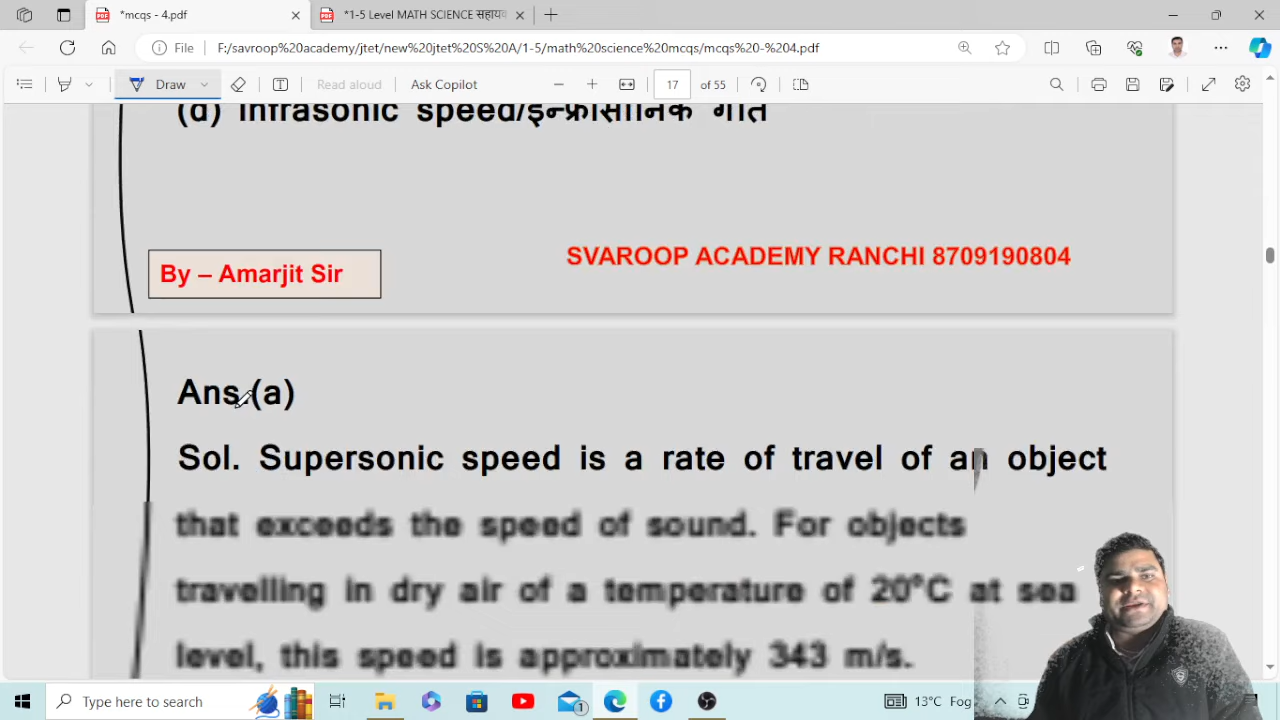 *mcqs - 4.pdf
*1-5 Level MATH SCIENCE सहायव
File F:/savroop%20academy/jtet/new%20jtet%20S%20A/1-5/math%20science%20mcqs/mcqs%20-%204.pdf
Draw
Read aloud
Ask Copilot
17 of 55
(d) Infrasonic speed/इन्फ्रासोनिक गति
By – Amarjit Sir
SVAROOP ACADEMY RANCHI 8709190804
Ans.(a)
Sol. Supersonic speed is a rate of travel of an object
that exceeds the speed of sound. For objects
travelling in dry air of a temperature of 20°C at sea
level, this speed is approximately 343 m/s.
Type here to search
1
13°C Fog